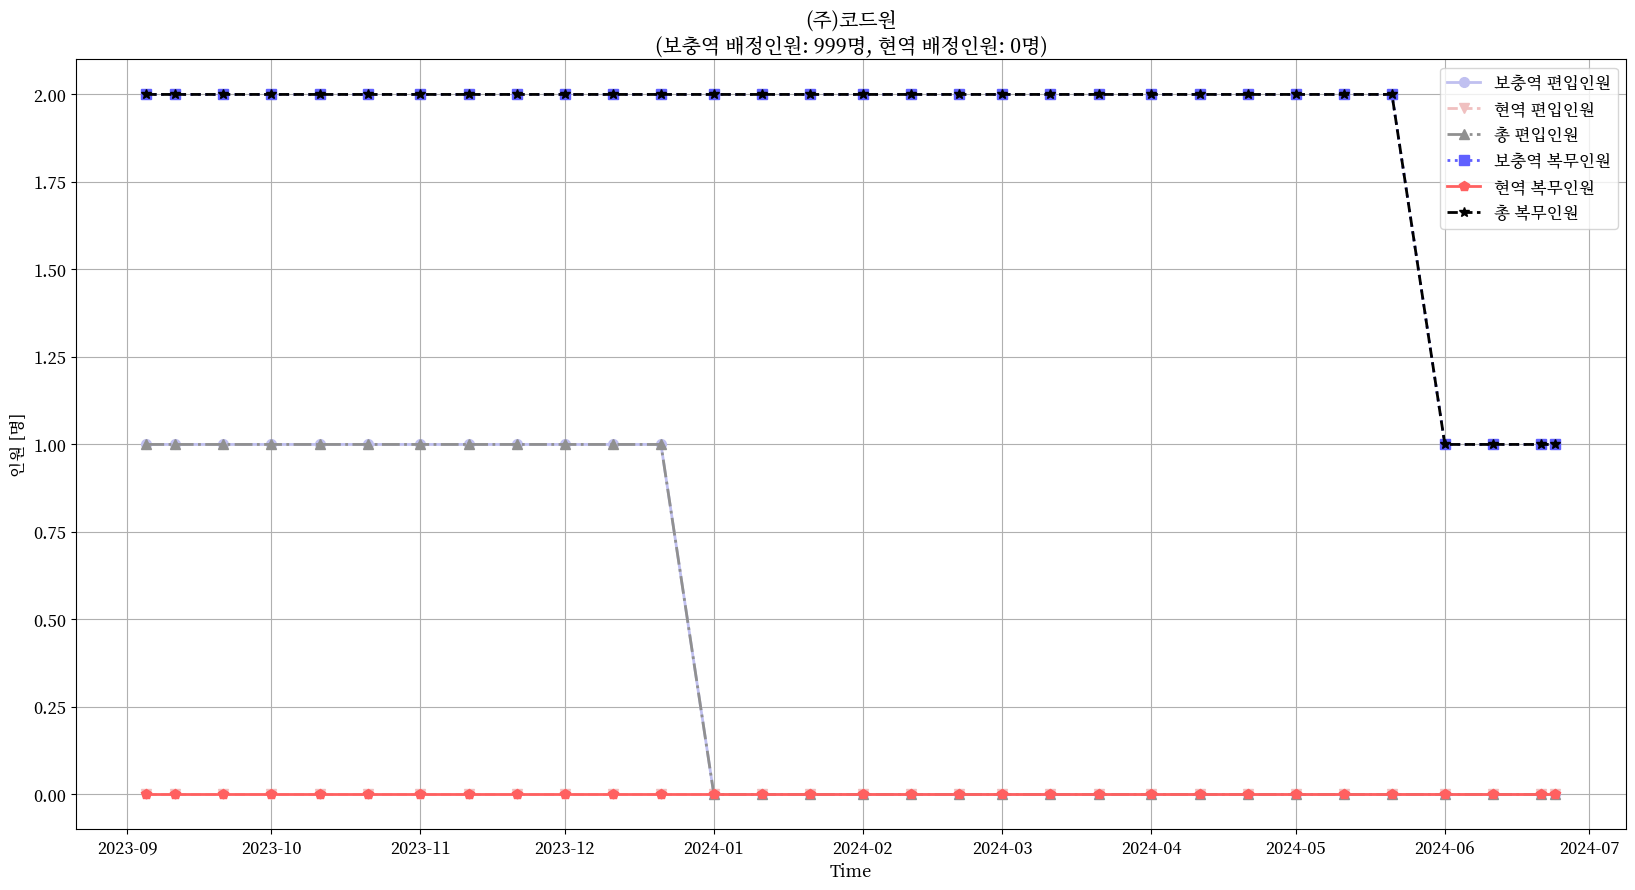 (주)코드원
(보충역 배정인원: 999명, 현역 배정인원: 0명)
보충역 편입인원
현역 편입인원
총 편입인원
보충역 복무인원
현역 복무인원
총 복무인원
인원 [명]
2.00
1.75
1.50
1.25
1.00
0.75
0.50
0.25
0.00
2023-09 2023-10 2023-11 2023-12 2024-01 2024-02 2024-03 2024-04 2024-05 2024-06 2024-07
Time